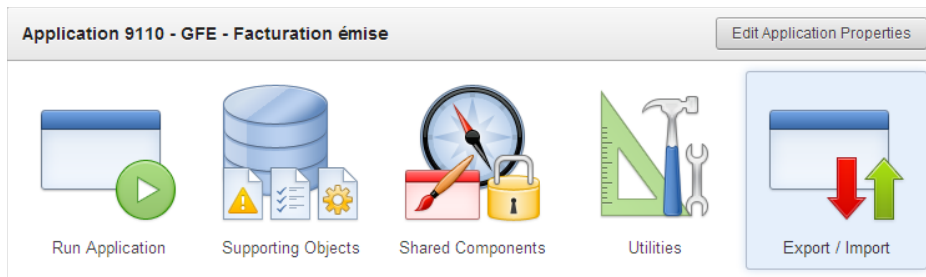 Application 9110 - GFE - Facturation émise
Edit Application Properties
Run Application
Supporting Objects
Shared Components
Utilities
Export / Import